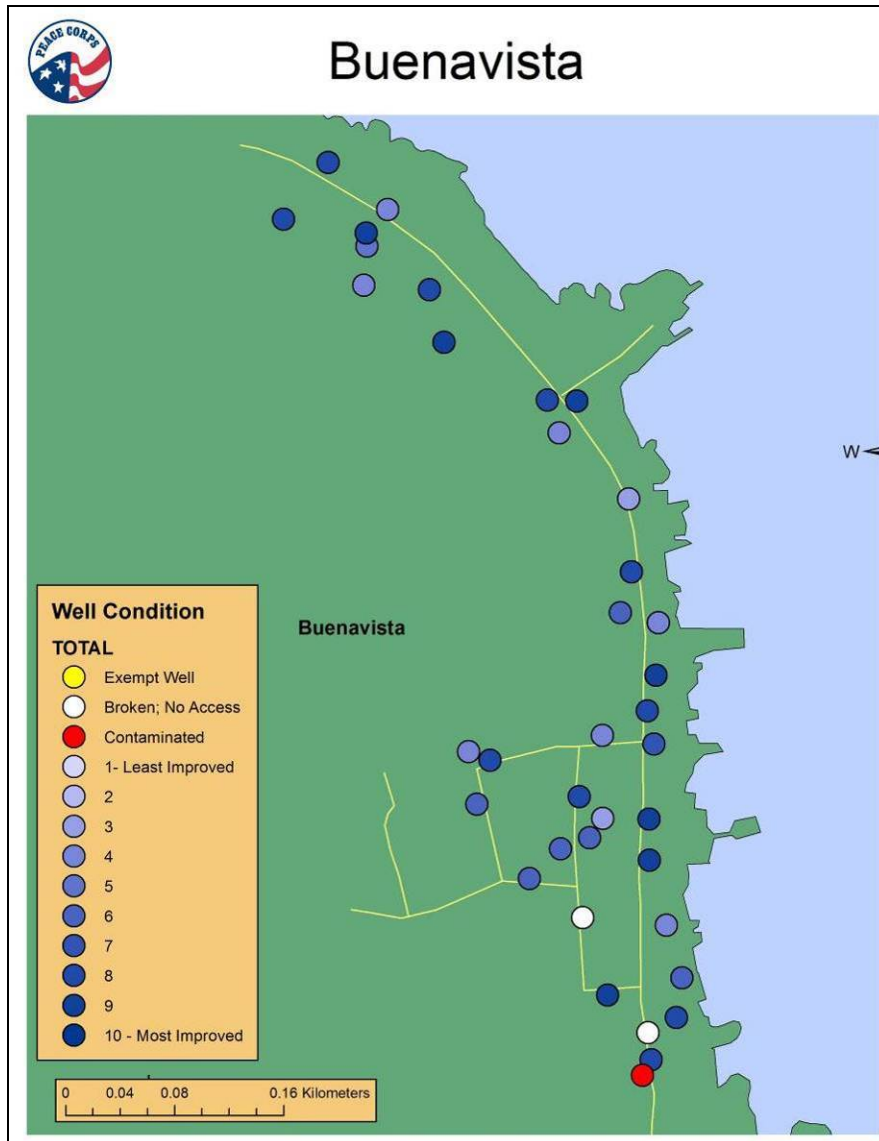 PEACE CORPS
Buenavista
W
Buenavista
Well Condition
TOTAL
Exempt Well
Broken; No Access
Contaminated
1- Least Improved
2
3
4
5
6
7
8
9
10 - Most Improved
0 0.04 0.08 0.16 Kilometers